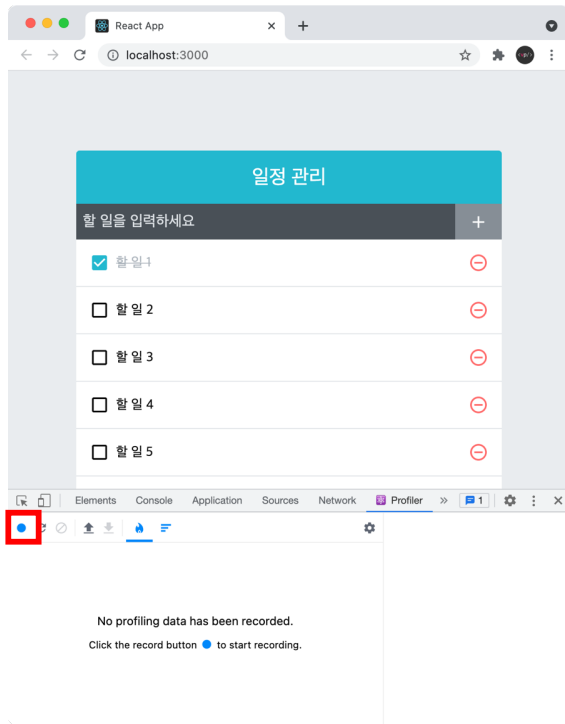 React App
localhost:3000
일정 관리
할 일을 입력하세요
할 일 1
할 일 2
할 일 3
할 일 4
할 일 5
Elements Console Application Sources Network Profiler » 1
No profiling data has been recorded.
Click the record button to start recording.